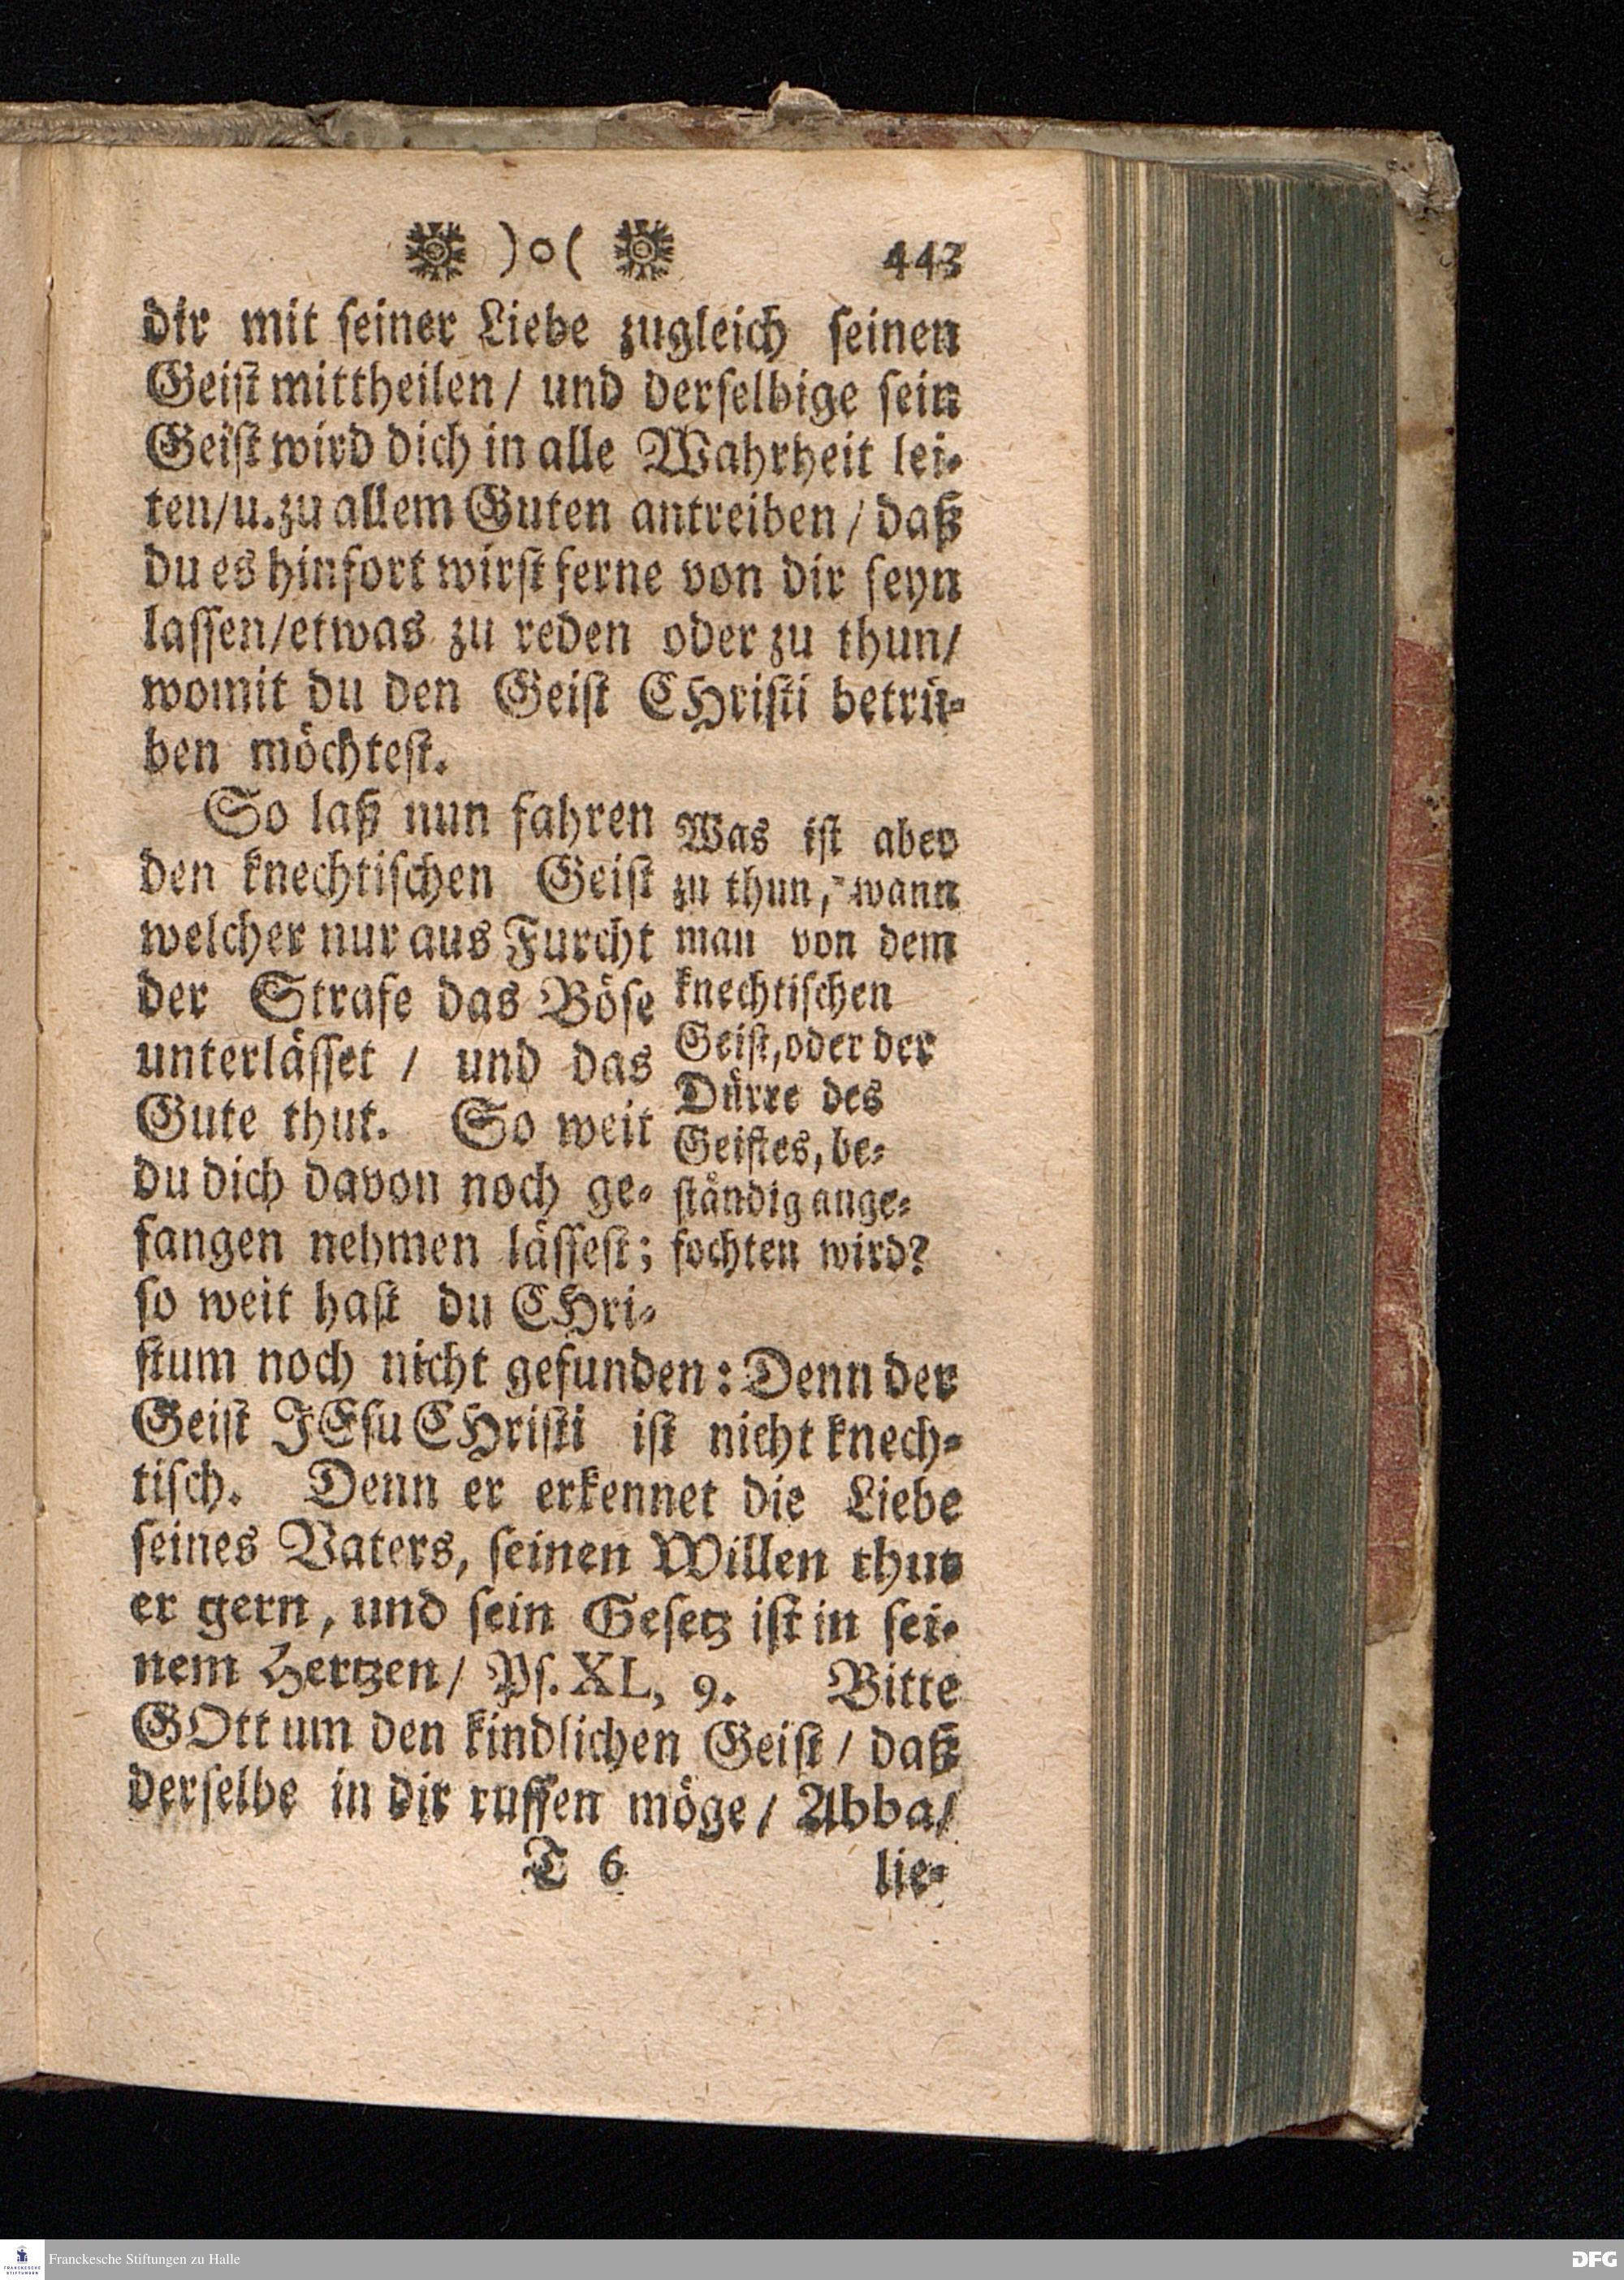 )o( 443
dir mit seiner Liebe zugleich seinen
Geist mittheilen/ und derselbige sein
Geist wird dich in alle Wahrheit lei-
ten/u. zu allem Guten antreiben/ daß
du es hinfort wirst ferne von dir seyn
lassen/etwas zu reden oder zu thun/
womit du den Geist CHristi betrü-
ben möchtest.
So laß nun fahren
den knechtischen Geist
welcher nur aus Furcht
der Strafe das Böse
unterlässet / und das
Gute thut. So weit
du dich davon noch ge-
fangen nehmen lässest;
so weit hast du CHri-
Was ist aber
zu thun, wann
man von dem
knechtischen
Geist, oder der
Dürre des
Geistes, be-
ständig ange-
fochten wird?
stum noch nicht gefunden: Denn der
Geist JEsu CHristi ist nicht knech-
tisch. Denn er erkennet die Liebe
seines Vaters, seinen Willen thut
er gern, und sein Gesetz ist in sei-
nem Hertzen/ Ps. XL, 9. Bitte
GOtt um den kindlichen Geist/ daß
derselbe in dir ruffen möge/ Abba/
T 6 lie-
Franckesche Stiftungen zu Halle
DFG